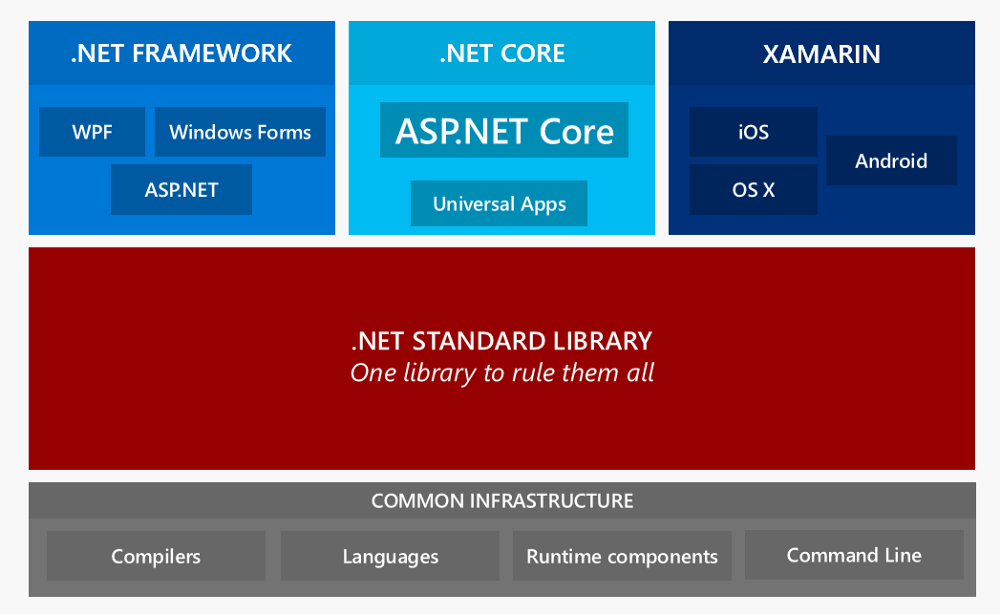 .NET FRAMEWORK
WPF
Windows Forms
ASP.NET
.NET CORE
ASP.NET Core
Universal Apps
XAMARIN
iOS
Android
OS X
.NET STANDARD LIBRARY
One library to rule them all
COMMON INFRASTRUCTURE
Compilers
Languages
Runtime components
Command Line